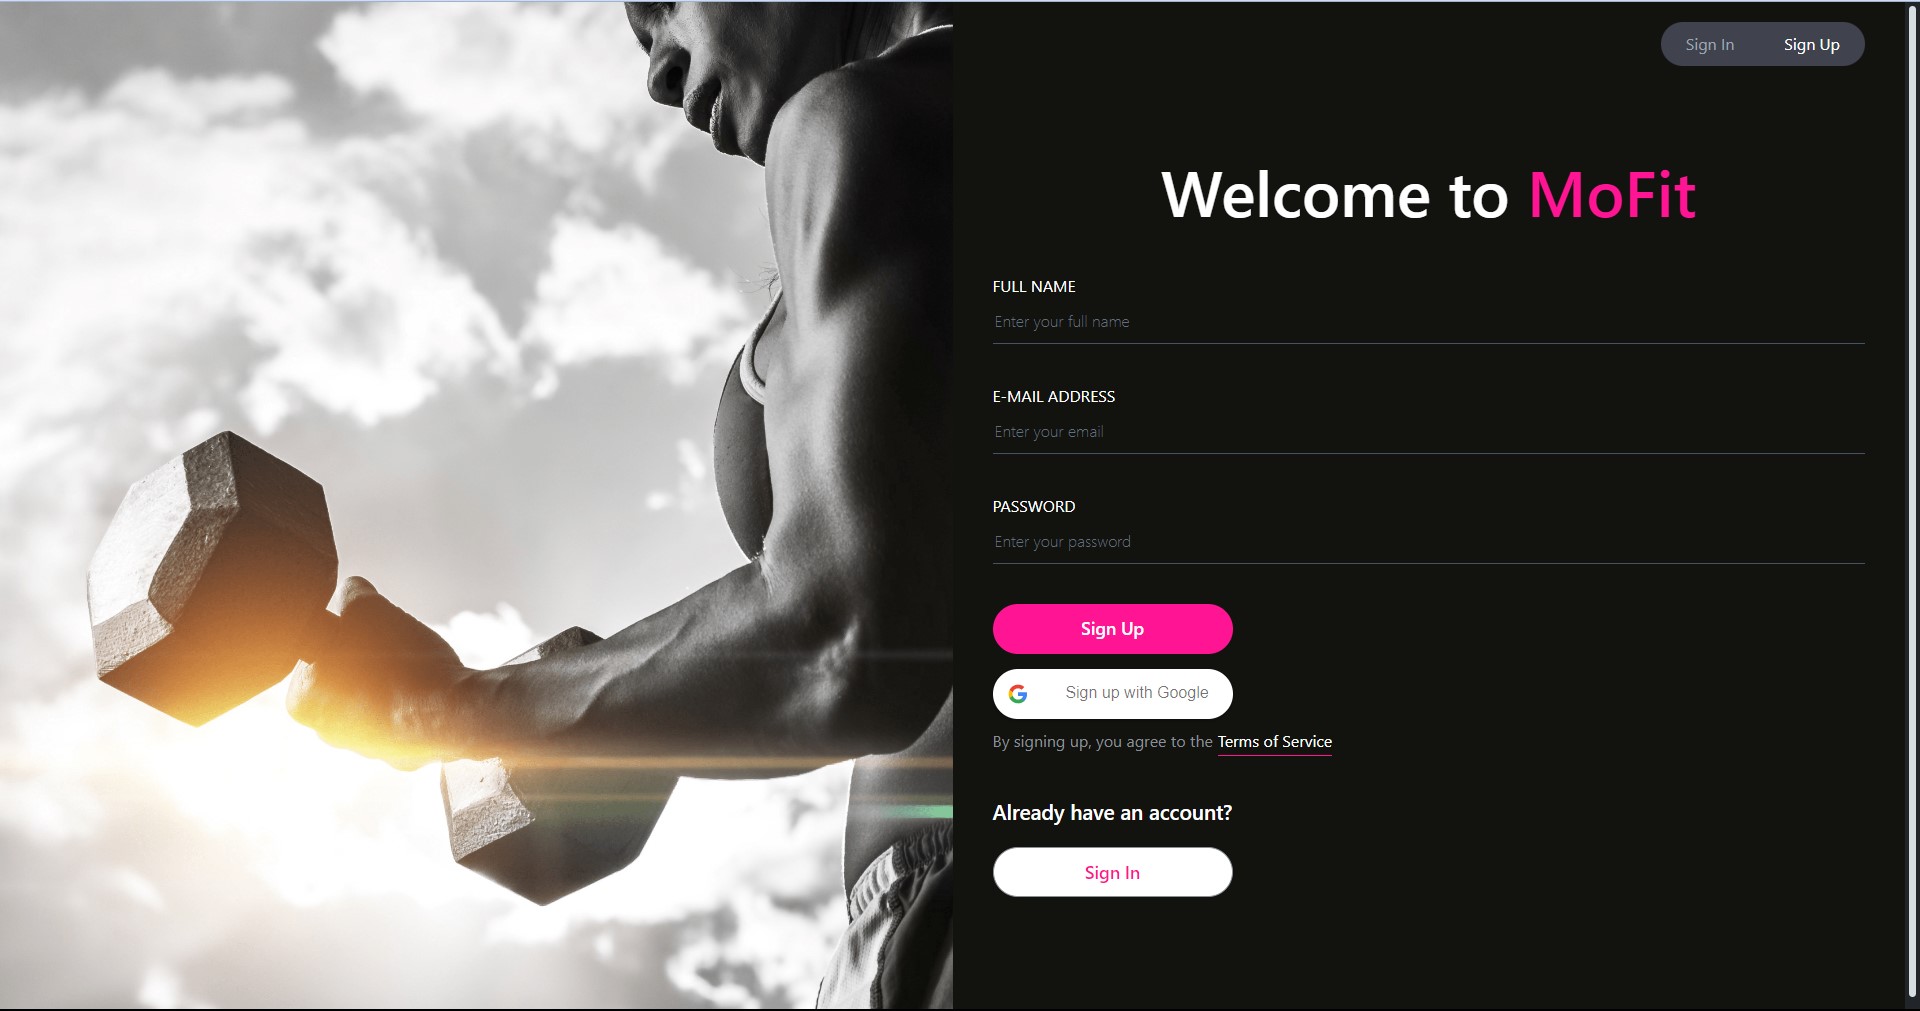 Sign In Sign Up
Welcome to MoFit
FULL NAME
Enter your full name
E-MAIL ADDRESS
Enter your email
PASSWORD
Enter your password
Sign Up
Sign up with Google
By signing up, you agree to the Terms of Service
Already have an account?
Sign In